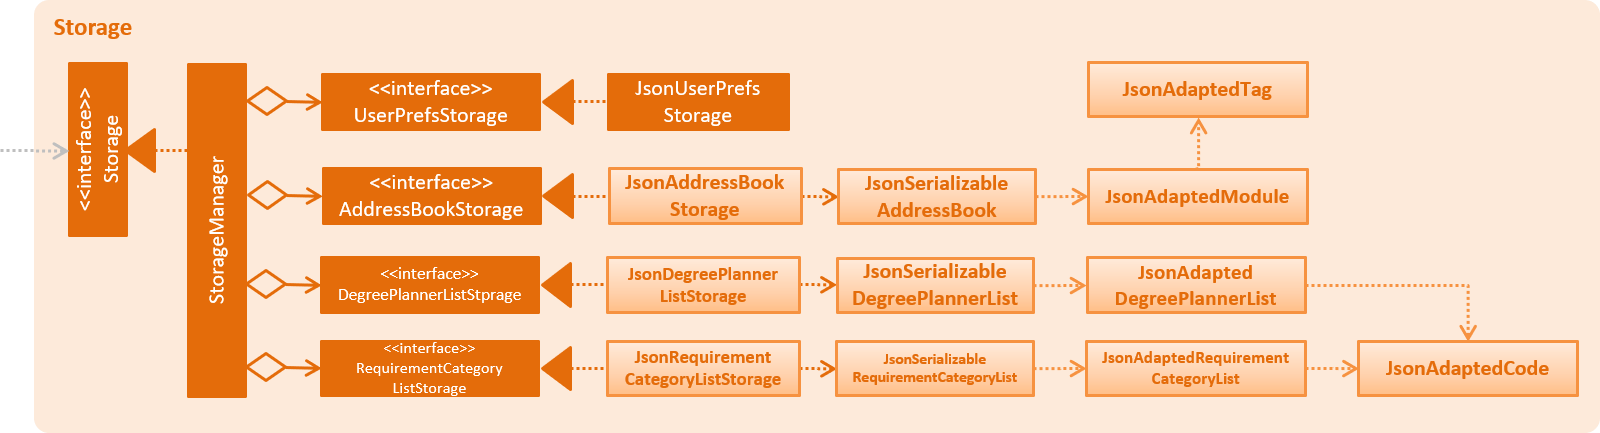 Storage
<<interface>>
Storage
StorageManager
<<interface>>
UserPrefsStorage
JsonUserPrefs
Storage
JsonAdaptedTag
<<interface>>
AddressBookStorage
JsonAddressBook
Storage
JsonSerializable
AddressBook
JsonAdaptedModule
<<interface>>
DegreePlannerListStprage
JsonDegreePlanner
ListStorage
JsonSerializable
DegreePlannerList
JsonAdapted
DegreePlannerList
<<interface>>
RequirementCategory
ListStorage
JsonRequirement
CategoryListStorage
JsonSerializable
RequirementCategoryList
JsonAdaptedRequirement
CategoryList
JsonAdaptedCode